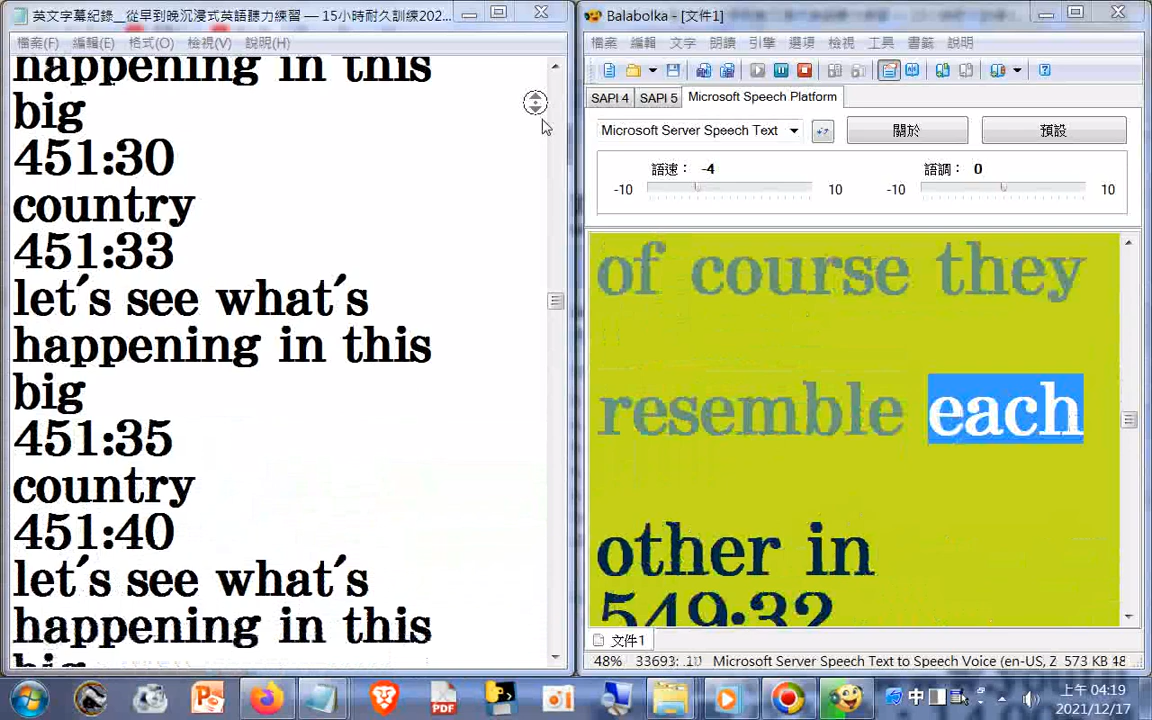 英文字幕紀錄__從早到晚沉浸式英語聽力練習 — 15小時耐久訓練202...
檔案(F) 編輯(E) 格式(O) 檢視(V) 說明(H)
happening in this
big
451:30
country
451:33
let's see what's
happening in this
big
451:35
country
451:40
let's see what's
happening in this
big
Balabolka - [文件1]
檔案 編輯 文字 朗讀 引擎 選項 檢視 工具 書籤 說明
SAPI 4 SAPI 5 Microsoft Speech Platform
Microsoft Server Speech Text 關於 預設
語速： -4 語調： 0
-10 10 -10 10
of course they
resemble each
other in
549:32
文件1
48% 33693: Microsoft Server Speech Text to Speech Voice (en-US, Z 573 KB 48
PDF
中
上午 04:19
2021/12/17